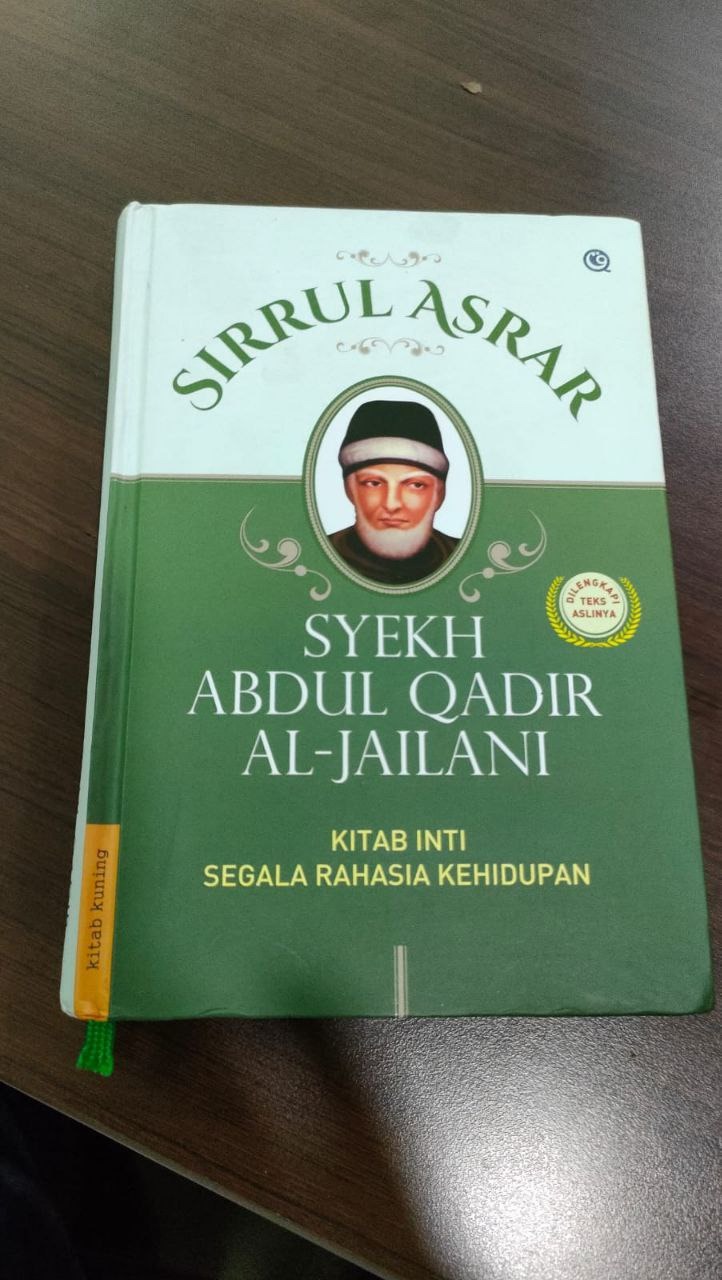 SIRRUL ASRAR
DILENGKAPI
TEKS
ASLINYA
SYEKH
ABDUL QADIR
AL-JAILANI
KITAB INTI
SEGALA RAHASIA KEHIDUPAN
kitab kuning